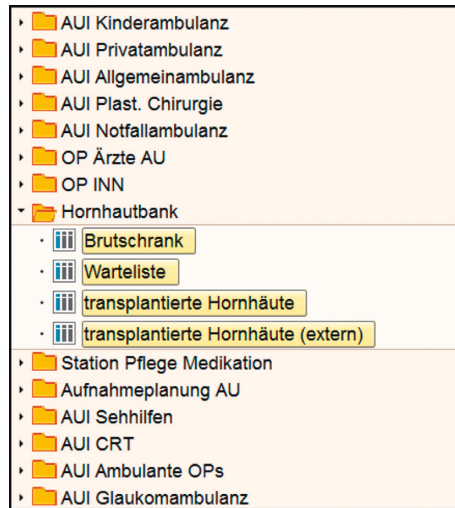 AUI Kinderambulanz
AUI Privatambulanz
AUI Allgemeinambulanz
AUI Plast. Chirurgie
AUI Notfallambulanz
OP Ärzte AU
OP INN
Hornhautbank
Brutschrank
Warteliste
transplantierte Hornhäute
transplantierte Hornhäute (extern)
Station Pflege Medikation
Aufnahmeplanung AU
AUI Sehhilfen
AUI CRT
AUI Ambulante OPs
AUI Glaukomambulanz